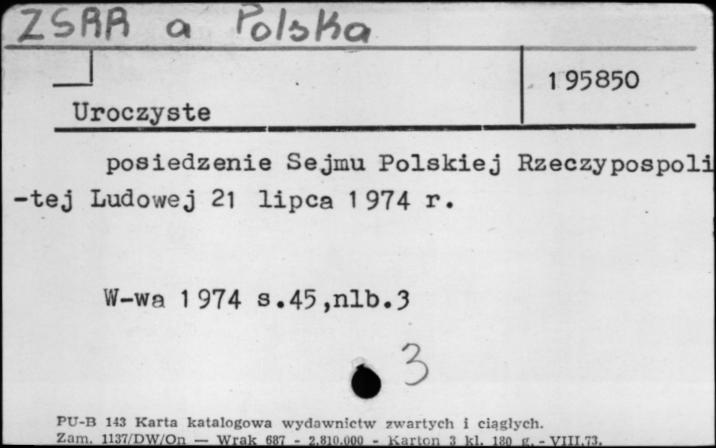 ZSRR a Polska
195850
Uroczyste
posiedzenie Sejmu Polskiej Rzeczypospoli
-tej Ludowej 21 lipca 1974 r.
W-wa 1974 s.45,nlb.3
3
PU-B 143 Karta katalogowa wydawnictw zwartych i ciągłych.
Zam. 1137/DW/On — Wrak 687 - 2.810.000 - Karton 3 kl. 180 g. - VIII.73.